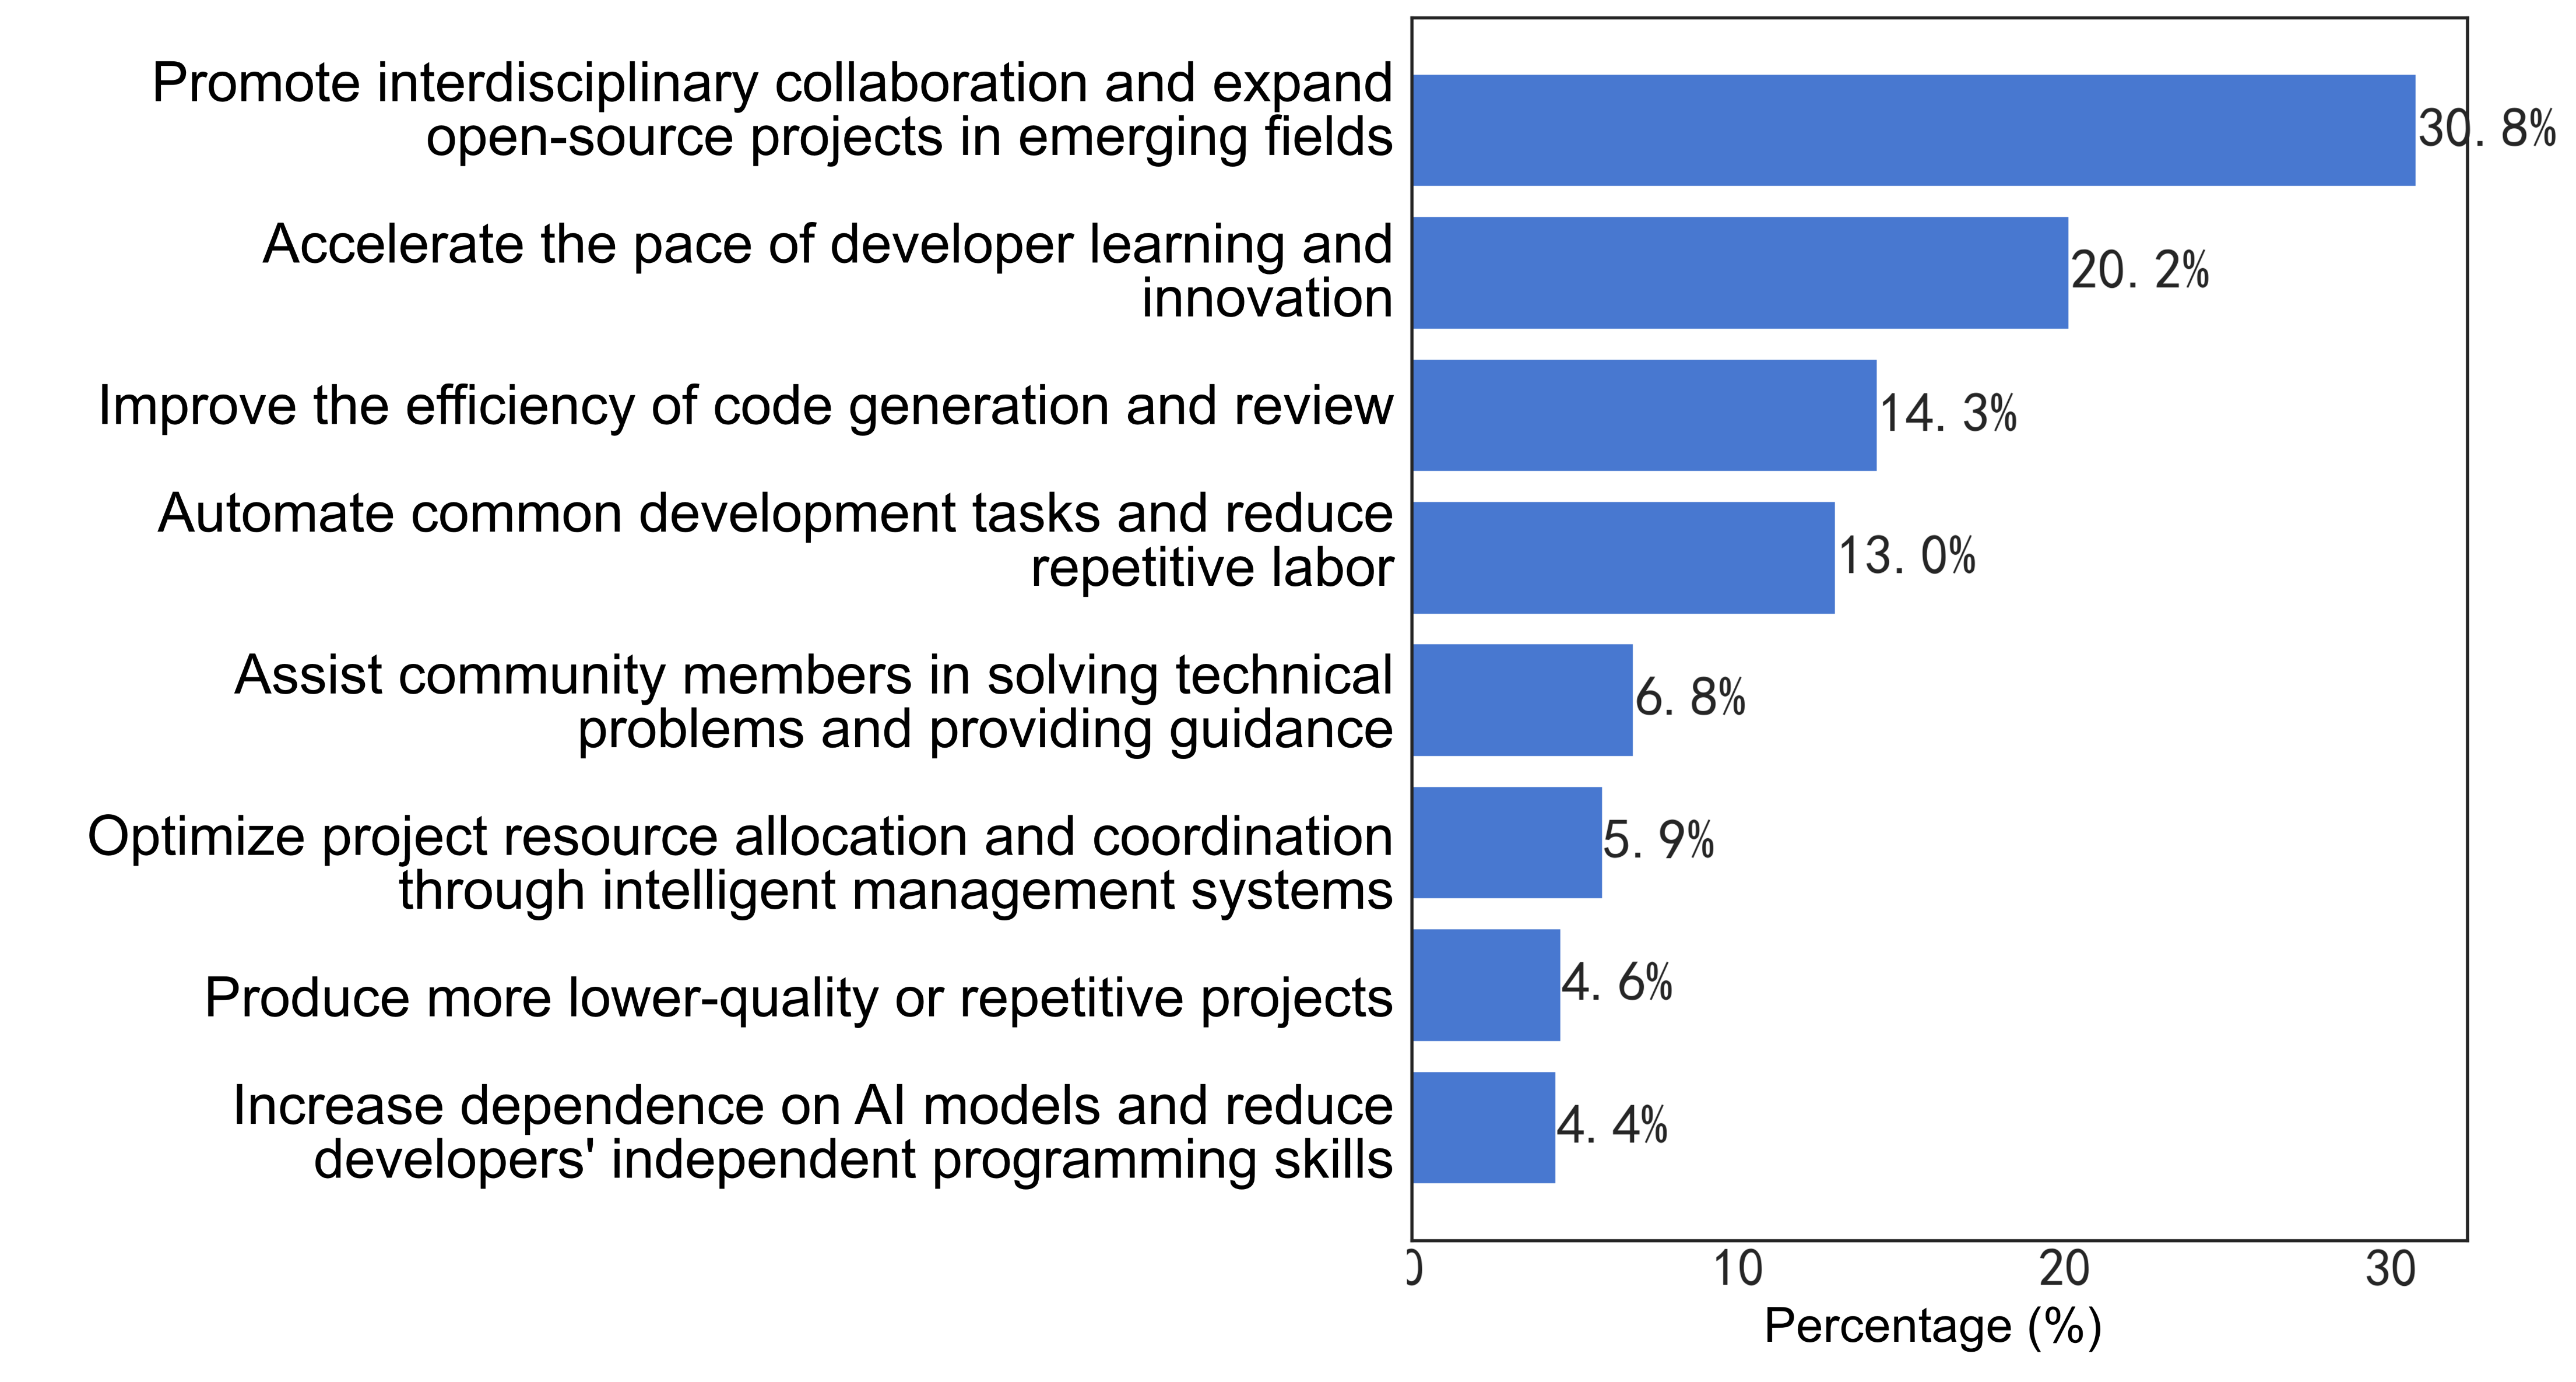 Promote interdisciplinary collaboration and expand
open-source projects in emerging fields
30.8%
Accelerate the pace of developer learning and
innovation
20.2%
Improve the efficiency of code generation and review
14.3%
Automate common development tasks and reduce
repetitive labor
13.0%
Assist community members in solving technical
problems and providing guidance
6.8%
Optimize project resource allocation and coordination
through intelligent management systems
5.9%
Produce more lower-quality or repetitive projects
4.6%
Increase dependence on AI models and reduce
developers' independent programming skills
4.4%
0 10 20 30
Percentage (%)